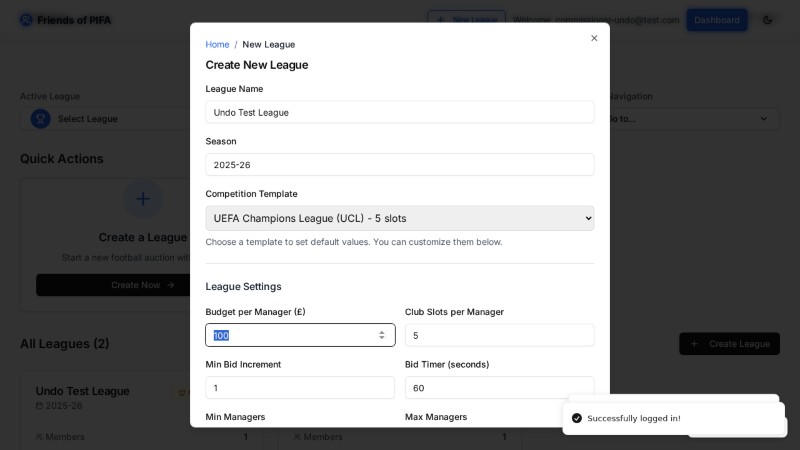 Friends of PIFA
New League
Welcome, commissioner-undo@test.com
Dashboard
Home / New League
Create New League
League Name
Undo Test League
Season
2025-26
Competition Template
UEFA Champions League (UCL) - 5 slots
Choose a template to set default values. You can customize them below.
League Settings
Budget per Manager (£)
Club Slots per Manager
100
5
Min Bid Increment
Bid Timer (seconds)
1
60
Min Managers
Max Managers
Active League
Select League
Navigation
to...
Quick Actions
Create a League
Start a new football auction with
Create Now
All Leagues (2)
Create League
Undo Test League
2025-26
Members
1
Members
1
Successfully logged in!